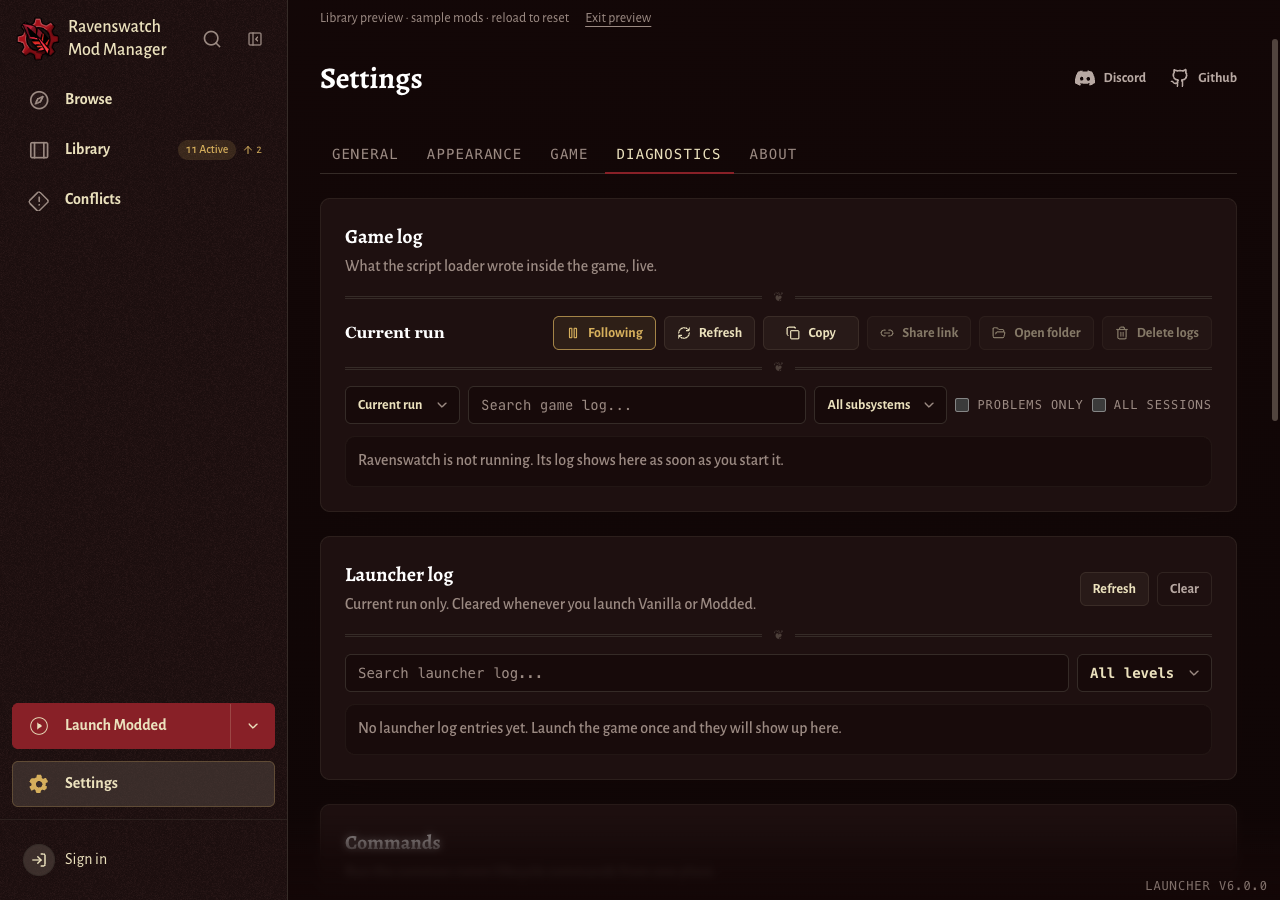 Ravenswatch
Mod Manager
Browse
Library 11 Active ↑ 2
Conflicts
Launch Modded
Settings
Sign in
Library preview · sample mods · reload to reset Exit preview
Settings
Discord Github
GENERAL APPEARANCE GAME DIAGNOSTICS ABOUT
Game log
What the script loader wrote inside the game, live.
Current run
Following Refresh Copy Share link Open folder Delete logs
Current run Search game log... All subsystems PROBLEMS ONLY ALL SESSIONS
Ravenswatch is not running. Its log shows here as soon as you start it.
Launcher log
Current run only. Cleared whenever you launch Vanilla or Modded.
Refresh Clear
Search launcher log... All levels
No launcher log entries yet. Launch the game once and they will show up here.
Commands
LAUNCHER V6.0.0